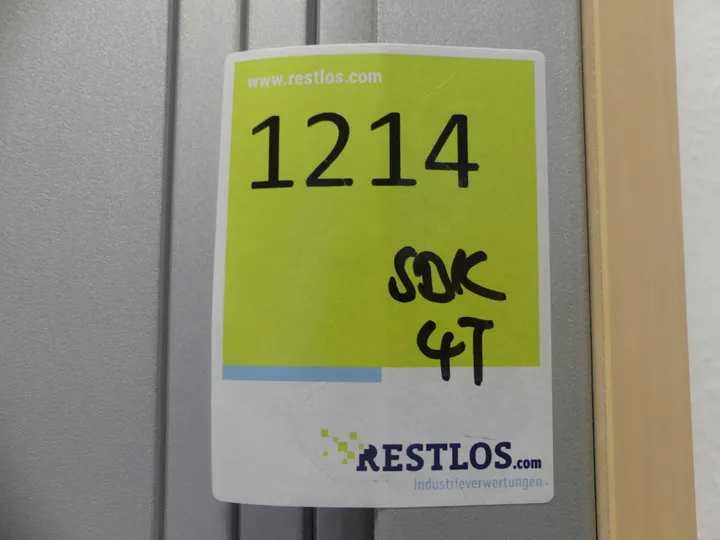 www.restlos.com
1214
SDK
4T
RESTLOS.com
Industrieverwertungen